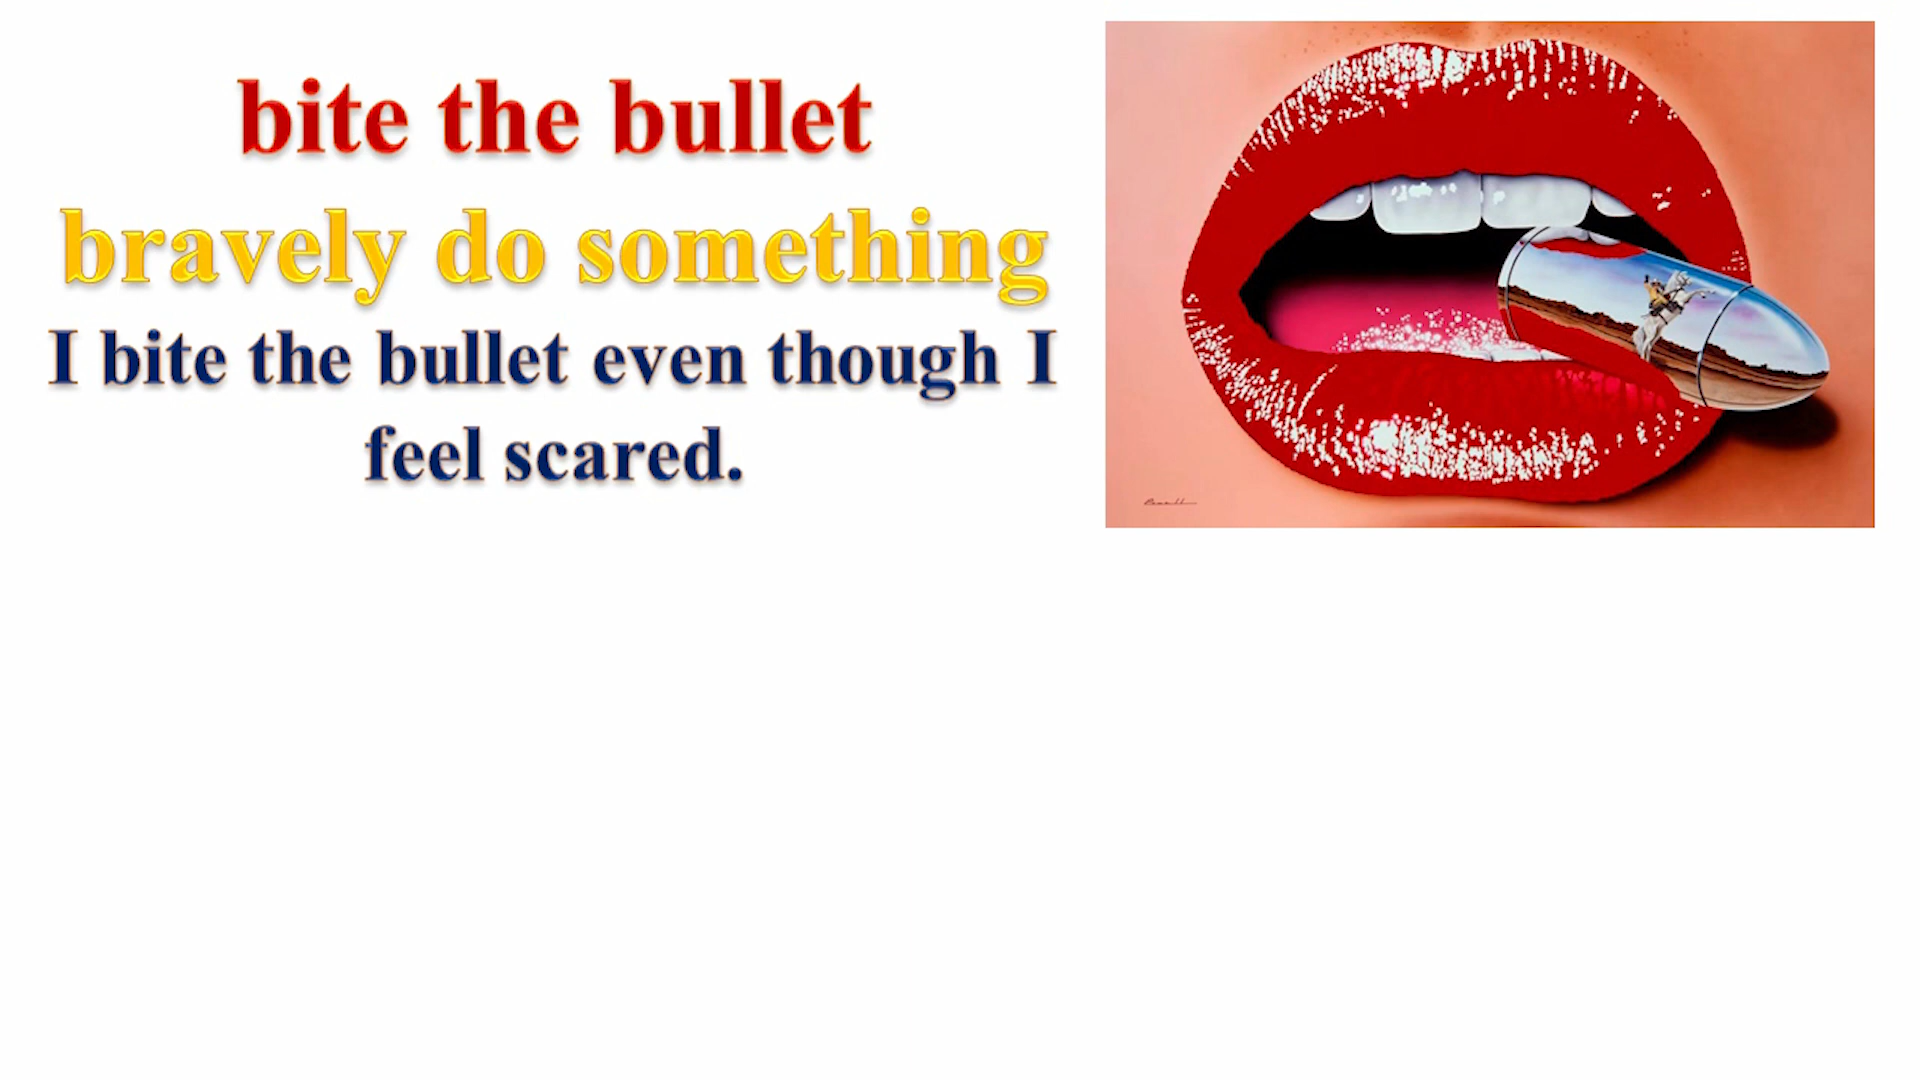 bite the bullet
bravely do something
I bite the bullet even though I
feel scared.